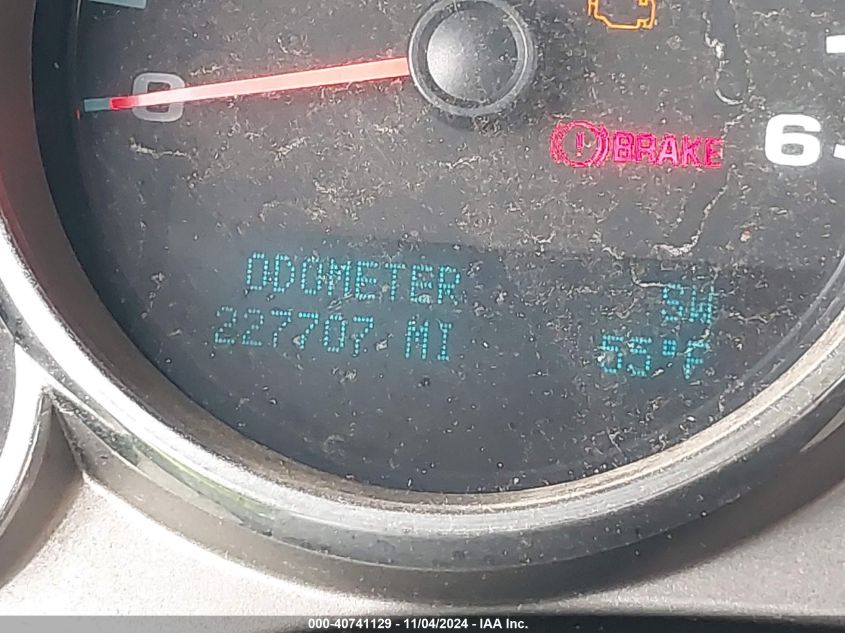 0
BRAKE
6
ODOMETER SW
227707 MI 55°F
000-40741129 - 11/04/2024 - IAA Inc.